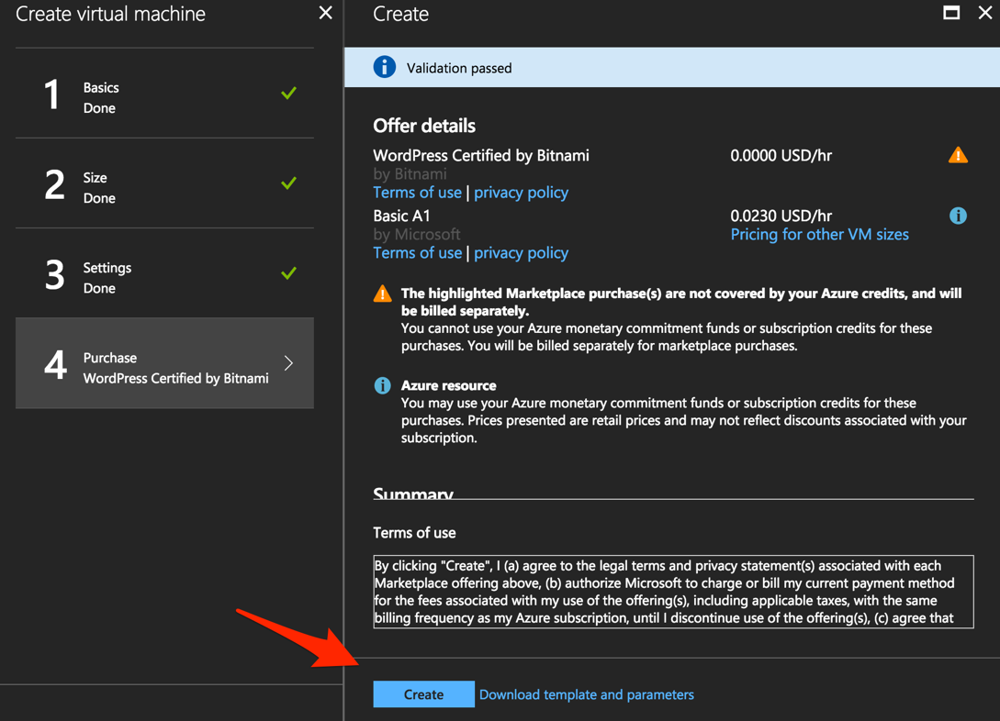 Create virtual machine
1
Basics
Done
2
Size
Done
3
Settings
Done
4
Purchase
WordPress Certified by Bitnami
Create
Validation passed
Offer details
WordPress Certified by Bitnami 0.0000 USD/hr
by Bitnami
Terms of use | privacy policy
Basic A1 0.0230 USD/hr
by Microsoft Pricing for other VM sizes
Terms of use | privacy policy
The highlighted Marketplace purchase(s) are not covered by your Azure credits, and will
be billed separately.
You cannot use your Azure monetary commitment funds or subscription credits for these
purchases. You will be billed separately for marketplace purchases.
Azure resource
You may use your Azure monetary commitment funds or subscription credits for these
purchases. Prices presented are retail prices and may not reflect discounts associated with your
subscription.
Summary
Terms of use
By clicking "Create", I (a) agree to the legal terms and privacy statement(s) associated with each
Marketplace offering above, (b) authorize Microsoft to charge or bill my current payment method
for the fees associated with my use of the offering(s), including applicable taxes, with the same
billing frequency as my Azure subscription, until I discontinue use of the offering(s), (c) agree that
Create Download template and parameters